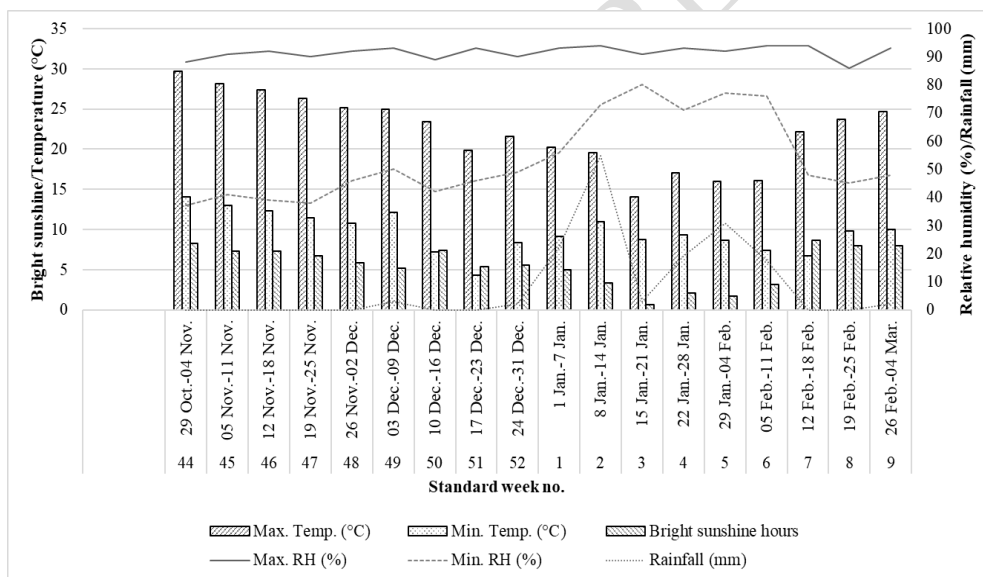 35
30
25
20
15
10
5
0
Bright sunshine/Temperature (°C)
100
90
80
70
60
50
40
30
20
10
0
Relative humidity (%)/Rainfall (mm)
29 Oct.-04 Nov.
05 Nov.-11 Nov.
12 Nov.-18 Nov.
19 Nov.-25 Nov.
26 Nov.-02 Dec.
03 Dec.-09 Dec.
10 Dec.-16 Dec.
17 Dec.-23 Dec.
24 Dec.-31 Dec.
1 Jan.-7 Jan.
8 Jan.-14 Jan.
15 Jan.-21 Jan.
22 Jan.-28 Jan.
29 Jan.-04 Feb.
05 Feb.-11 Feb.
12 Feb.-18 Feb.
19 Feb.-25 Feb.
26 Feb.-04 Mar.
44 45 46 47 48 49 50 51 52 1 2 3 4 5 6 7 8 9
Standard week no.
Max. Temp. (°C) Min. Temp. (°C) Bright sunshine hours
Max. RH (%) Min. RH (%) Rainfall (mm)